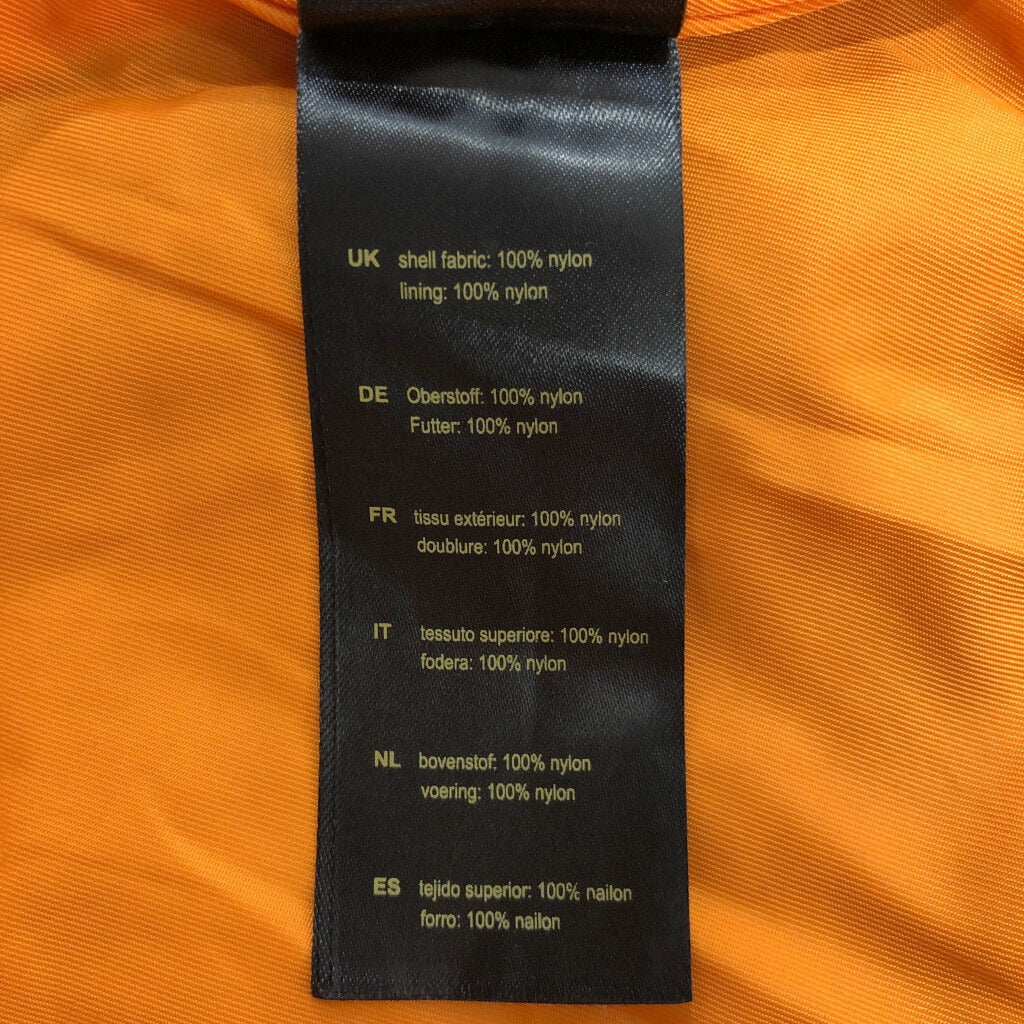 UK shell fabric: 100% nylon
lining: 100% nylon
DE Oberstoff: 100% nylon
Futter: 100% nylon
FR tissu extérieur: 100% nylon
doublure: 100% nylon
IT tessuto superiore: 100% nylon
fodera: 100% nylon
NL bovenstof: 100% nylon
voering: 100% nylon
ES tejido superior: 100% nailon
forro: 100% nailon